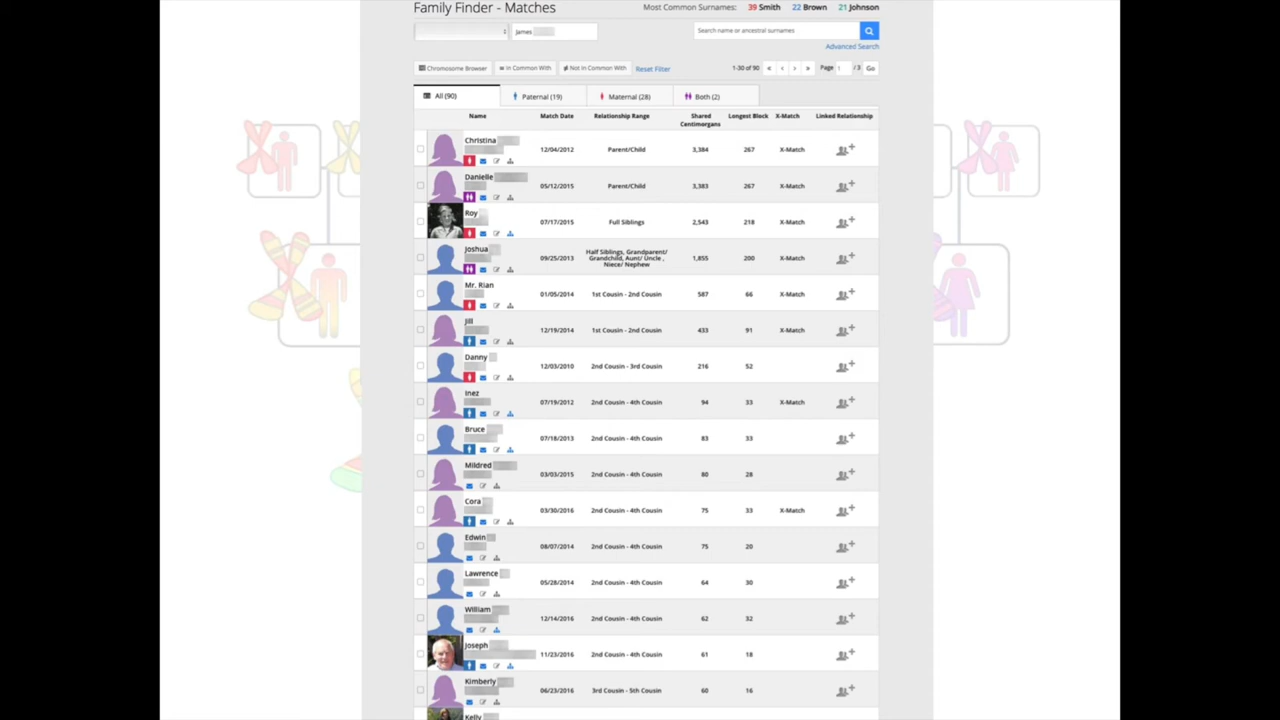 Family Finder - Matches
Most Common Surnames: 39 Smith 22 Brown 21 Johnson
James
Search name or ancestral surnames
Advanced Search
Chromosome Browser In Common With Not In Common With Reset Filter 1-30 of 90 « ‹ › » Page 1 / 3 Go
All (90) Paternal (19) Maternal (28) Both (2)
Name Match Date Relationship Range Shared Centimorgans Longest Block X-Match Linked Relationship
Christina 12/04/2012 Parent/Child 3,384 267 X-Match
Danielle 05/12/2015 Parent/Child 3,383 267 X-Match
Roy 07/17/2015 Full Siblings 2,543 218 X-Match
Joshua 09/25/2013 Half Siblings, Grandparent/ Grandchild, Aunt/ Uncle , Niece/ Nephew 1,855 200 X-Match
Mr. Rian 01/05/2014 1st Cousin - 2nd Cousin 587 66 X-Match
Jill 12/19/2014 1st Cousin - 2nd Cousin 433 91 X-Match
Danny 12/03/2010 2nd Cousin - 3rd Cousin 216 52
Inez 07/19/2012 2nd Cousin - 4th Cousin 94 33 X-Match
Bruce 07/18/2013 2nd Cousin - 4th Cousin 83 33
Mildred 03/03/2015 2nd Cousin - 4th Cousin 80 28
Cora 03/30/2016 2nd Cousin - 4th Cousin 75 33 X-Match
Edwin 08/07/2014 2nd Cousin - 4th Cousin 75 20
Lawrence 05/28/2014 2nd Cousin - 4th Cousin 64 30
William 12/14/2016 2nd Cousin - 4th Cousin 62 32
Joseph 11/23/2016 2nd Cousin - 4th Cousin 61 18
Kimberly 06/23/2016 3rd Cousin - 5th Cousin 60 16
Kelly